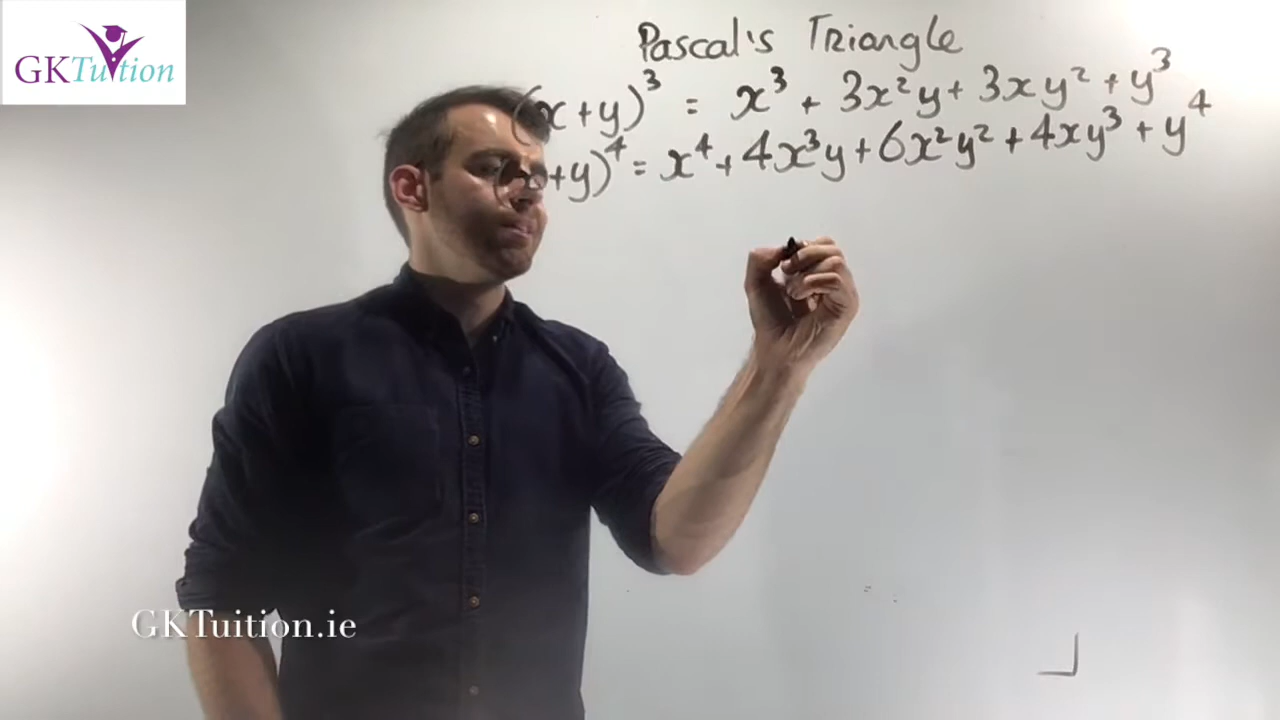 GKTuition
Pascal's Triangle
(x+y)³ = x³ + 3x²y + 3xy² + y³
(x+y)⁴ = x⁴ + 4x³y + 6x²y² + 4xy³ + y⁴
GKTuition.ie